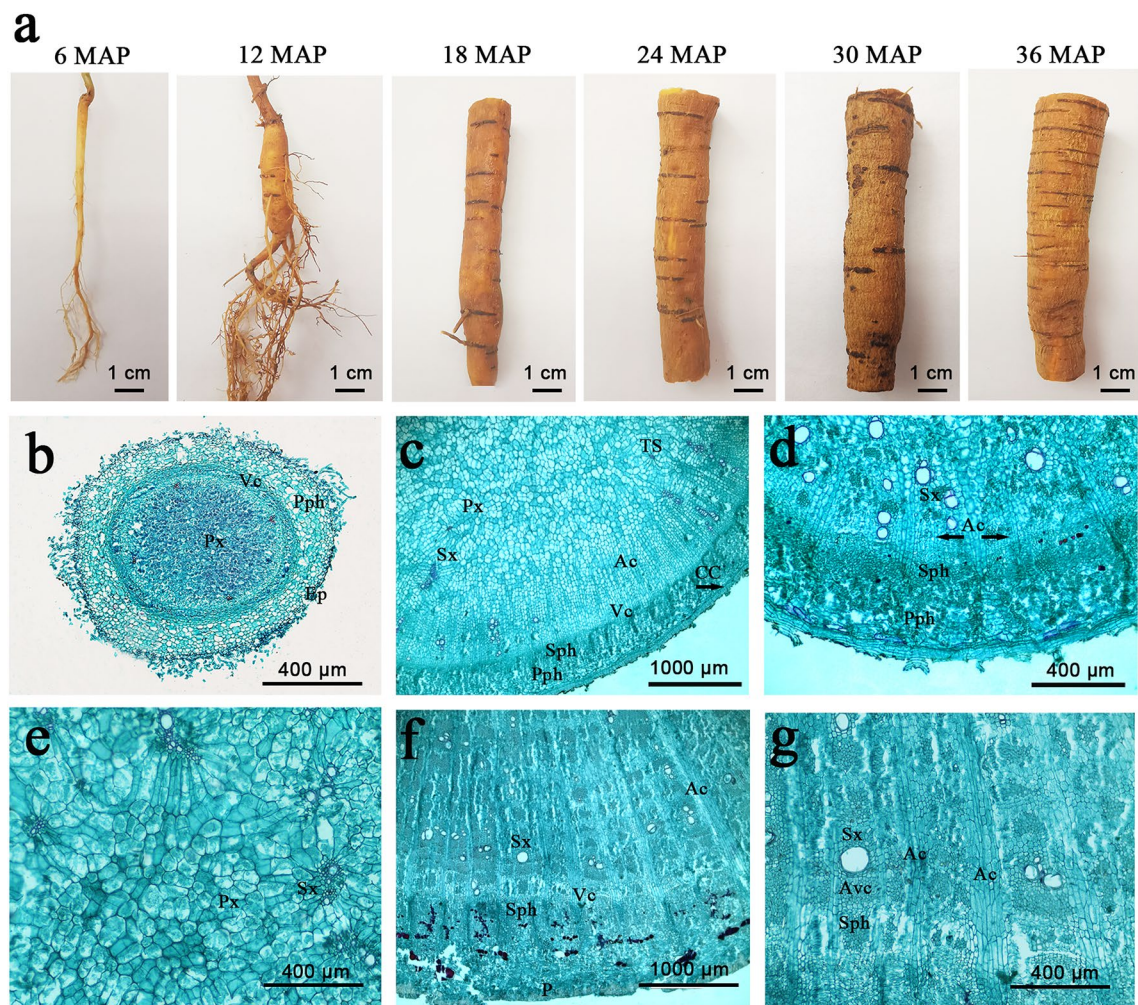 a
6 MAP 12 MAP 18 MAP 24 MAP 30 MAP 36 MAP
1 cm 1 cm 1 cm 1 cm 1 cm 1 cm
b
Vc
Pph
Px
Ep
400 μm
c
TS
Px
Sx
Ac
CC
Vc
Sph
Pph
1000 μm
d
Sx
Ac
Sph
Pph
400 μm
e
Px
Sx
400 μm
f
Ac
Sx
Vc
Sph
P
1000 μm
g
Sx
Ac
Ac
Avc
Sph
400 μm